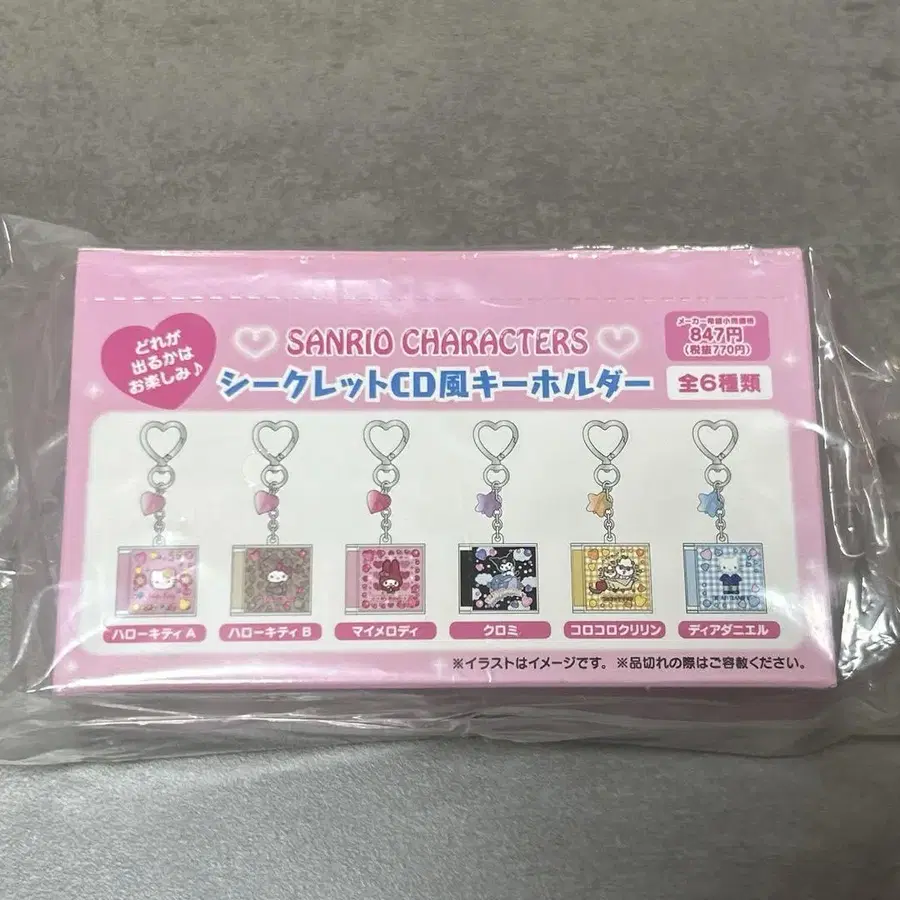 どれが
出るかは
お楽しみ♪
SANRIO CHARACTERS
シークレットCD風キーホルダー
メーカー希望小売価格
847円
(税抜770円)
全6種類
ハローキティ A
ハローキティ B
マイメロディ
クロミ
コロコロクリリン
ディアダニエル
※イラストはイメージです。 ※品切れの際はご容赦ください。